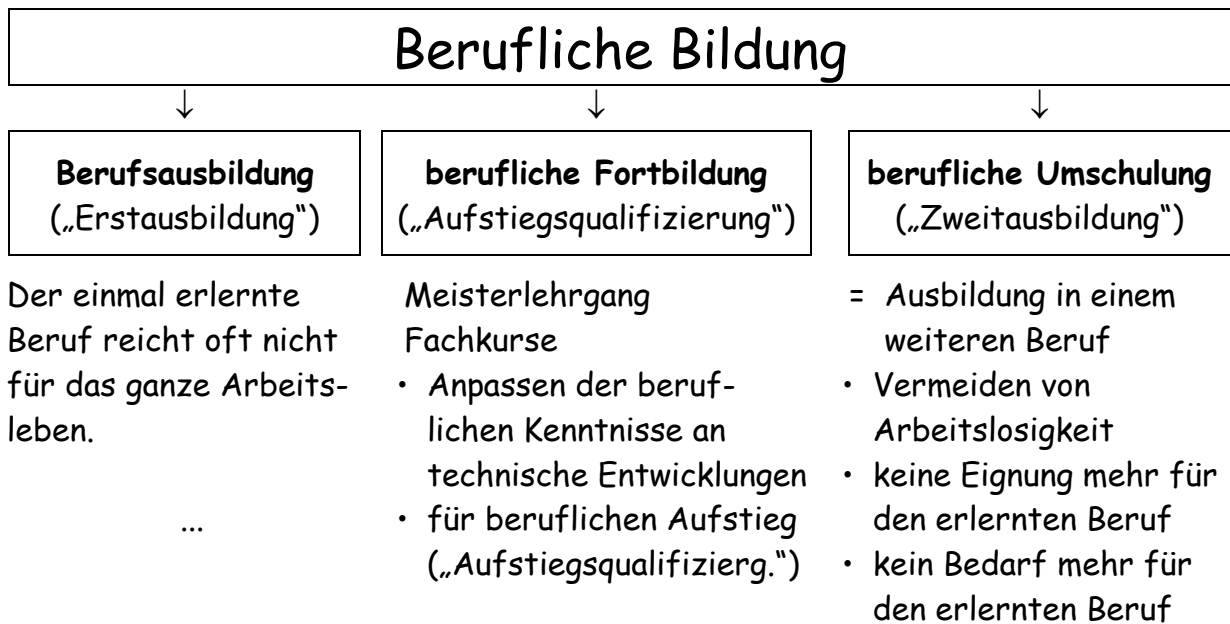 Berufliche Bildung
↓ ↓ ↓
Berufsausbildung
(„Erstausbildung“)
Der einmal erlernte
Beruf reicht oft nicht
für das ganze Arbeits-
leben.
...
berufliche Fortbildung
(„Aufstiegsqualifizierung“)
Meisterlehrgang
Fachkurse
• Anpassen der beruf-
lichen Kenntnisse an
technische Entwicklungen
• für beruflichen Aufstieg
(„Aufstiegsqualifizierg.“)
berufliche Umschulung
(„Zweitausbildung“)
= Ausbildung in einem
weiteren Beruf
• Vermeiden von
Arbeitslosigkeit
• keine Eignung mehr für
den erlernten Beruf
• kein Bedarf mehr für
den erlernten Beruf